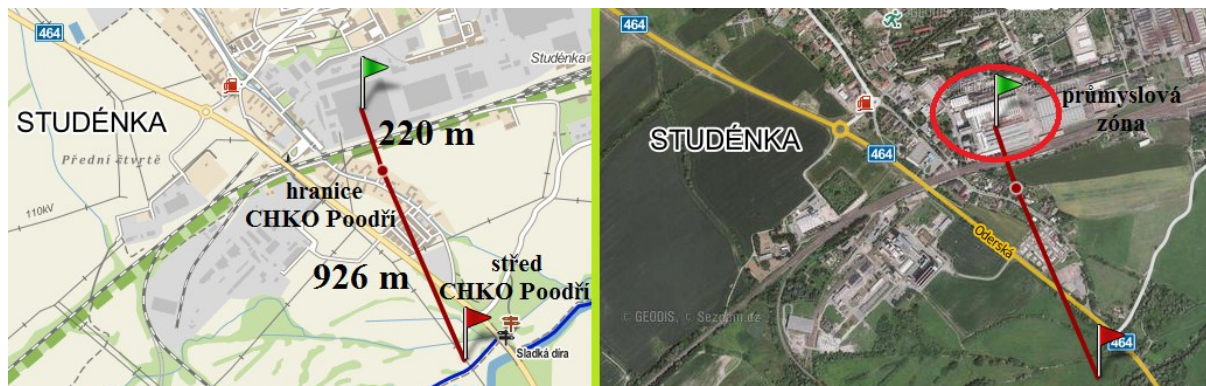 464
Studénka
STUDÉNKA
220 m
Přední čtvrtě
110kV
hranice
CHKO Poodří
926 m
střed
CHKO Poodří
Sladká díra
464
© GEODIS,
průmyslová
zóna
STUDÉNKA
464
Oderská
© GEODIS, © Seznam.cz
464